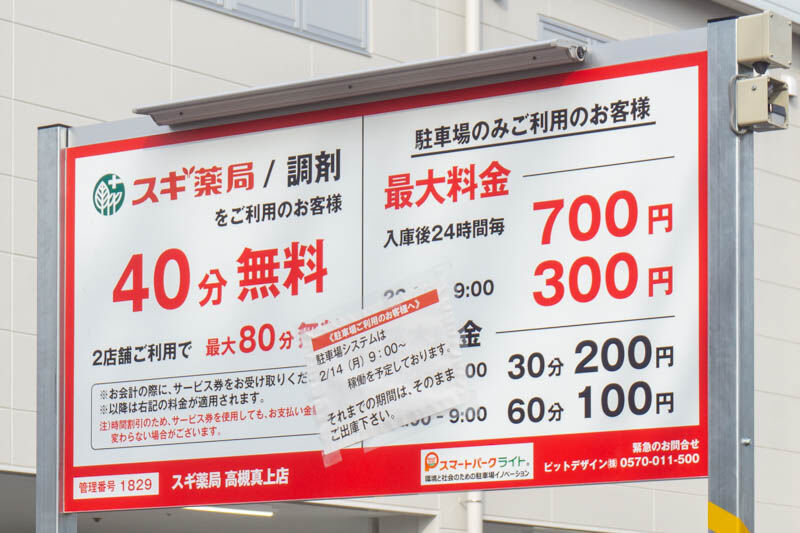 スギ薬局 / 調剤
をご利用のお客様
40分無料
2店舗ご利用で 最大80分
※お会計の際に、サービス券をお受け取りくだ
※以降は右記の料金が適用されます。
注)時間割引のため、サービス券を使用しても、お支払い金額
変わらない場合がございます。
駐車場のみご利用のお客様
最大料金
入庫後24時間毎 700円
9:00 300円
金
:00 30分 200円
:00 - 9:00 60分 100円
《駐車場ご利用のお客様へ》
駐車場システムは
2/14(月)9:00~
稼働を予定しております。
それまでの期間は、そのまま
ご出庫下さい。
管理番号 1829
スギ薬局 高槻真上店
スマートパークライト®
環境と社会のための駐車場イノベーション
緊急のお問合せ
ピットデザイン㈱ 0570-011-500